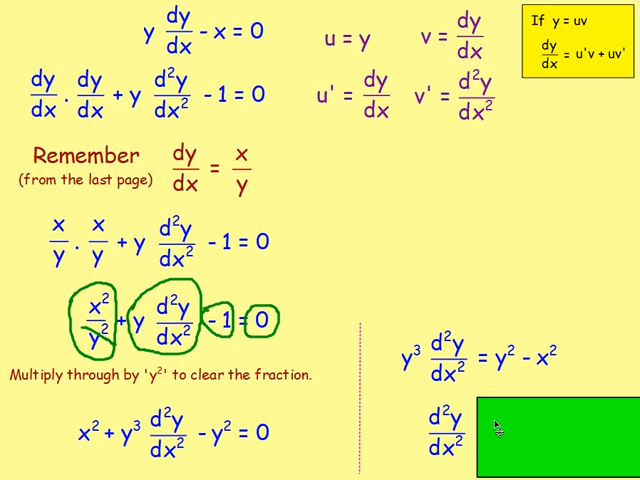 y dy/dx - x = 0
u = y
v = dy/dx
If y = uv
dy/dx = u'v + uv'
dy/dx . dy/dx + y d²y/dx² - 1 = 0
u' = dy/dx
v' = d²y/dx²
Remember
(from the last page)
dy/dx = x/y
x/y . x/y + y d²y/dx² - 1 = 0
x²/y² + y d²y/dx² - 1 = 0
Multiply through by 'y²' to clear the fraction.
x² + y³ d²y/dx² - y² = 0
y³ d²y/dx² = y² - x²
d²y/dx²